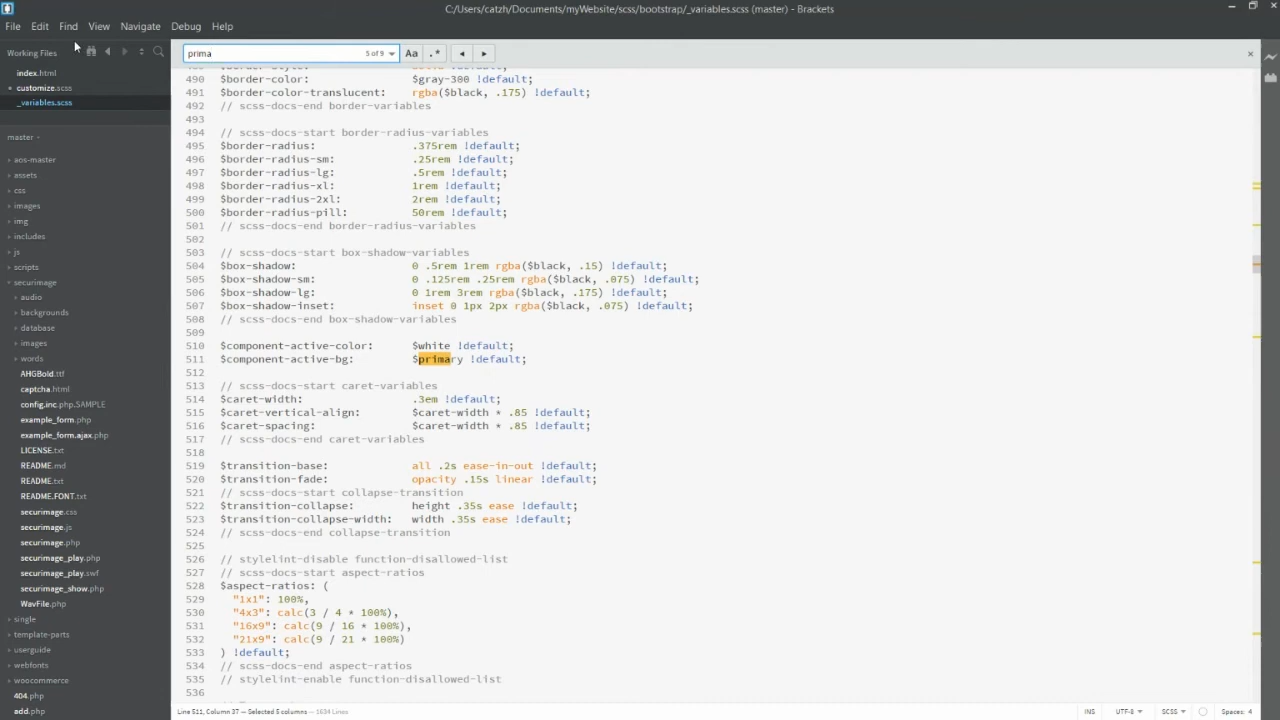 C:/Users/catzh/Documents/myWebsite/scss/bootstrap/_variables.scss (master) - Brackets
File Edit Find View Navigate Debug Help
Working Files
index.html
customize.scss
_variables.scss
master
aos-master
assets
css
images
img
includes
js
scripts
securimage
audio
backgrounds
database
images
words
AHGBold.ttf
captcha.html
config.inc.php.SAMPLE
example_form.php
example_form.ajax.php
LICENSE.txt
README.md
README.txt
README.FONT.txt
securimage.css
securimage.js
securimage.php
securimage_play.php
securimage_play.swf
securimage_show.php
WavFile.php
single
template-parts
userguide
webfonts
woocommerce
404.php
add.php
prima 5 of 9 Aa .*
490 $border-color: $gray-300 !default;
491 $border-color-translucent: rgba($black, .175) !default;
492 // scss-docs-end border-variables
493
494 // scss-docs-start border-radius-variables
495 $border-radius: .375rem !default;
496 $border-radius-sm: .25rem !default;
497 $border-radius-lg: .5rem !default;
498 $border-radius-xl: 1rem !default;
499 $border-radius-2xl: 2rem !default;
500 $border-radius-pill: 50rem !default;
501 // scss-docs-end border-radius-variables
502
503 // scss-docs-start box-shadow-variables
504 $box-shadow: 0 .5rem 1rem rgba($black, .15) !default;
505 $box-shadow-sm: 0 .125rem .25rem rgba($black, .075) !default;
506 $box-shadow-lg: 0 1rem 3rem rgba($black, .175) !default;
507 $box-shadow-inset: inset 0 1px 2px rgba($black, .075) !default;
508 // scss-docs-end box-shadow-variables
509
510 $component-active-color: $white !default;
511 $component-active-bg: $primary !default;
512
513 // scss-docs-start caret-variables
514 $caret-width: .3em !default;
515 $caret-vertical-align: $caret-width * .85 !default;
516 $caret-spacing: $caret-width * .85 !default;
517 // scss-docs-end caret-variables
518
519 $transition-base: all .2s ease-in-out !default;
520 $transition-fade: opacity .15s linear !default;
521 // scss-docs-start collapse-transition
522 $transition-collapse: height .35s ease !default;
523 $transition-collapse-width: width .35s ease !default;
524 // scss-docs-end collapse-transition
525
526 // stylelint-disable function-disallowed-list
527 // scss-docs-start aspect-ratios
528 $aspect-ratios: (
529 "1x1": 100%,
530 "4x3": calc(3 / 4 * 100%),
531 "16x9": calc(9 / 16 * 100%),
532 "21x9": calc(9 / 21 * 100%)
533 ) !default;
534 // scss-docs-end aspect-ratios
535 // stylelint-enable function-disallowed-list
536
Line 511, Column 37 — Selected 5 columns — 1634 Lines
INS UTF-8 SCSS Spaces: 4